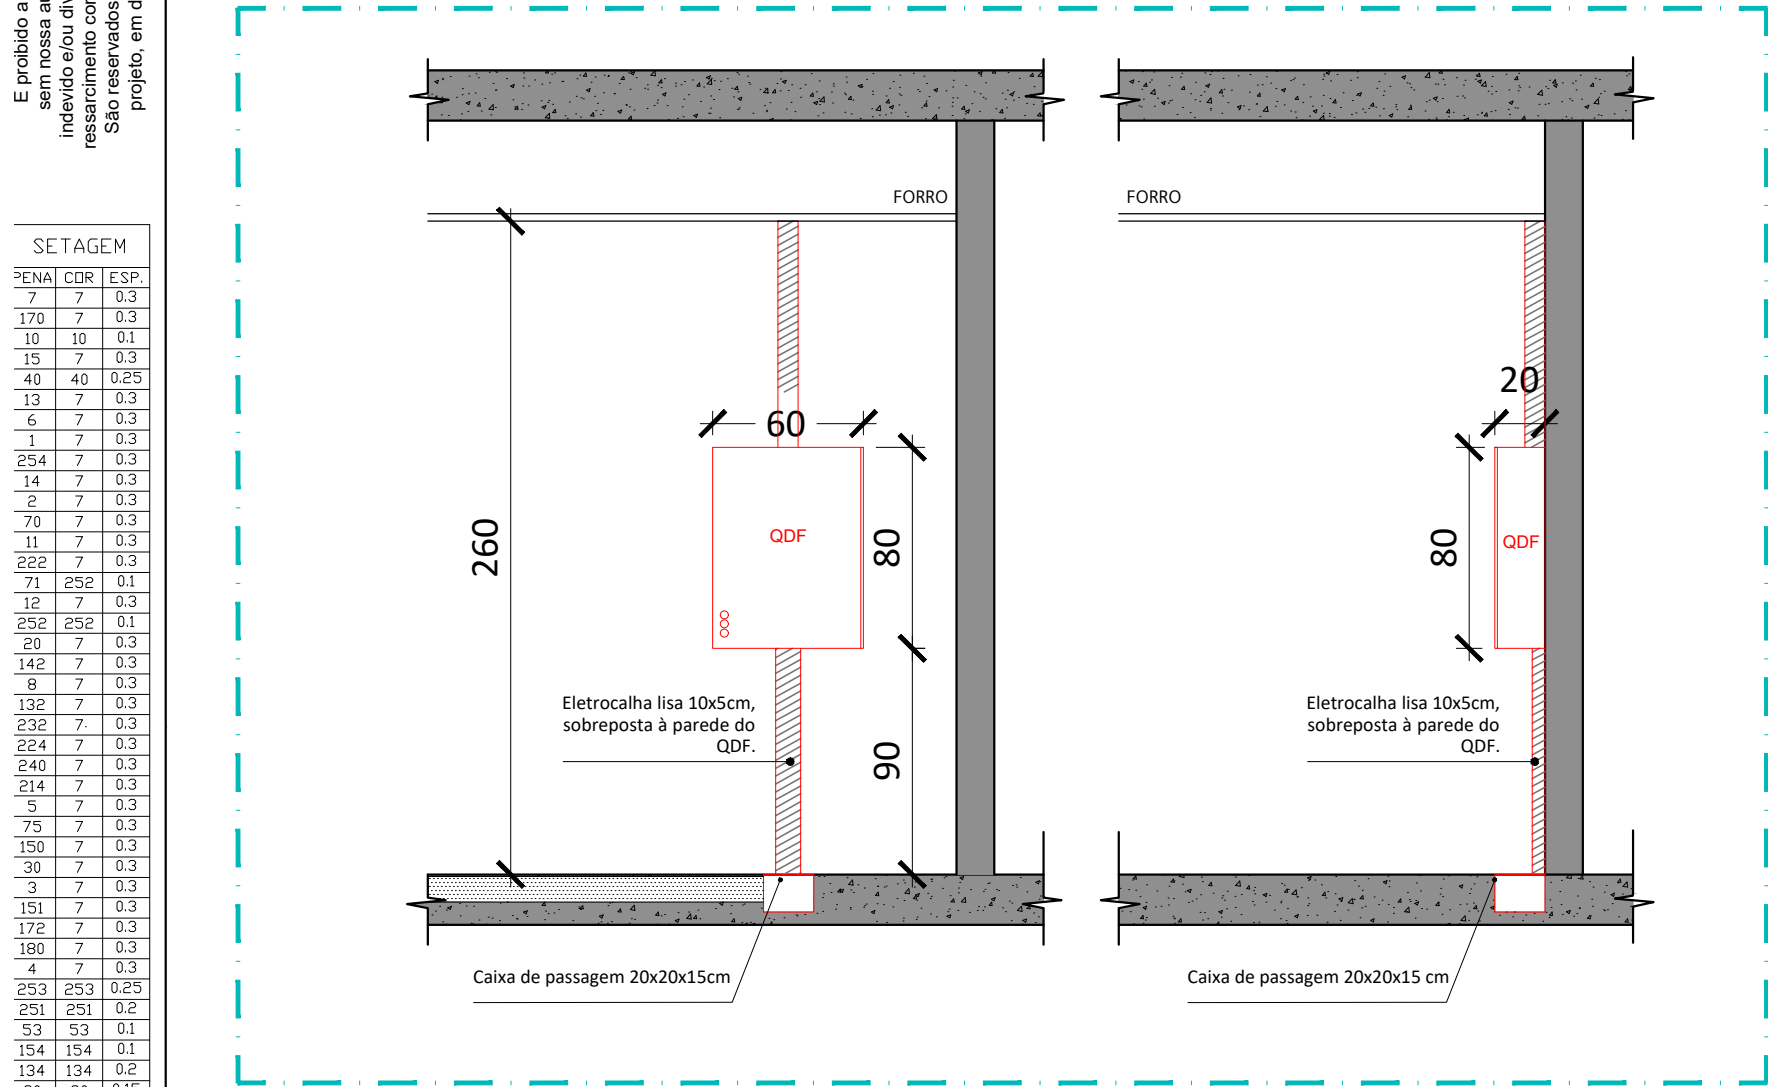 E proibido a
sem nossa au
indevido e/ou div
ressarcimento con
São reservados
projeto, em d
SETAGEM
PENA COR ESP.
7 7 0.3
170 7 0.3
10 10 0.1
15 7 0.3
40 40 0.25
13 7 0.3
6 7 0.3
1 7 0.3
254 7 0.3
14 7 0.3
2 7 0.3
70 7 0.3
11 7 0.3
222 7 0.3
71 252 0.1
12 7 0.3
252 252 0.1
20 7 0.3
142 7 0.3
8 7 0.3
132 7 0.3
232 7. 0.3
224 7 0.3
240 7 0.3
214 7 0.3
5 7 0.3
75 7 0.3
150 7 0.3
30 7 0.3
3 7 0.3
151 7 0.3
172 7 0.3
180 7 0.3
4 7 0.3
253 253 0.25
251 251 0.2
53 53 0.1
154 154 0.1
134 134 0.2
FORRO
260
60
80
QDF
90
Eletrocalha lisa 10x5cm,
sobreposta à parede do
QDF.
Caixa de passagem 20x20x15cm
FORRO
20
80
QDF
Eletrocalha lisa 10x5cm,
sobreposta à parede do
QDF.
Caixa de passagem 20x20x15 cm